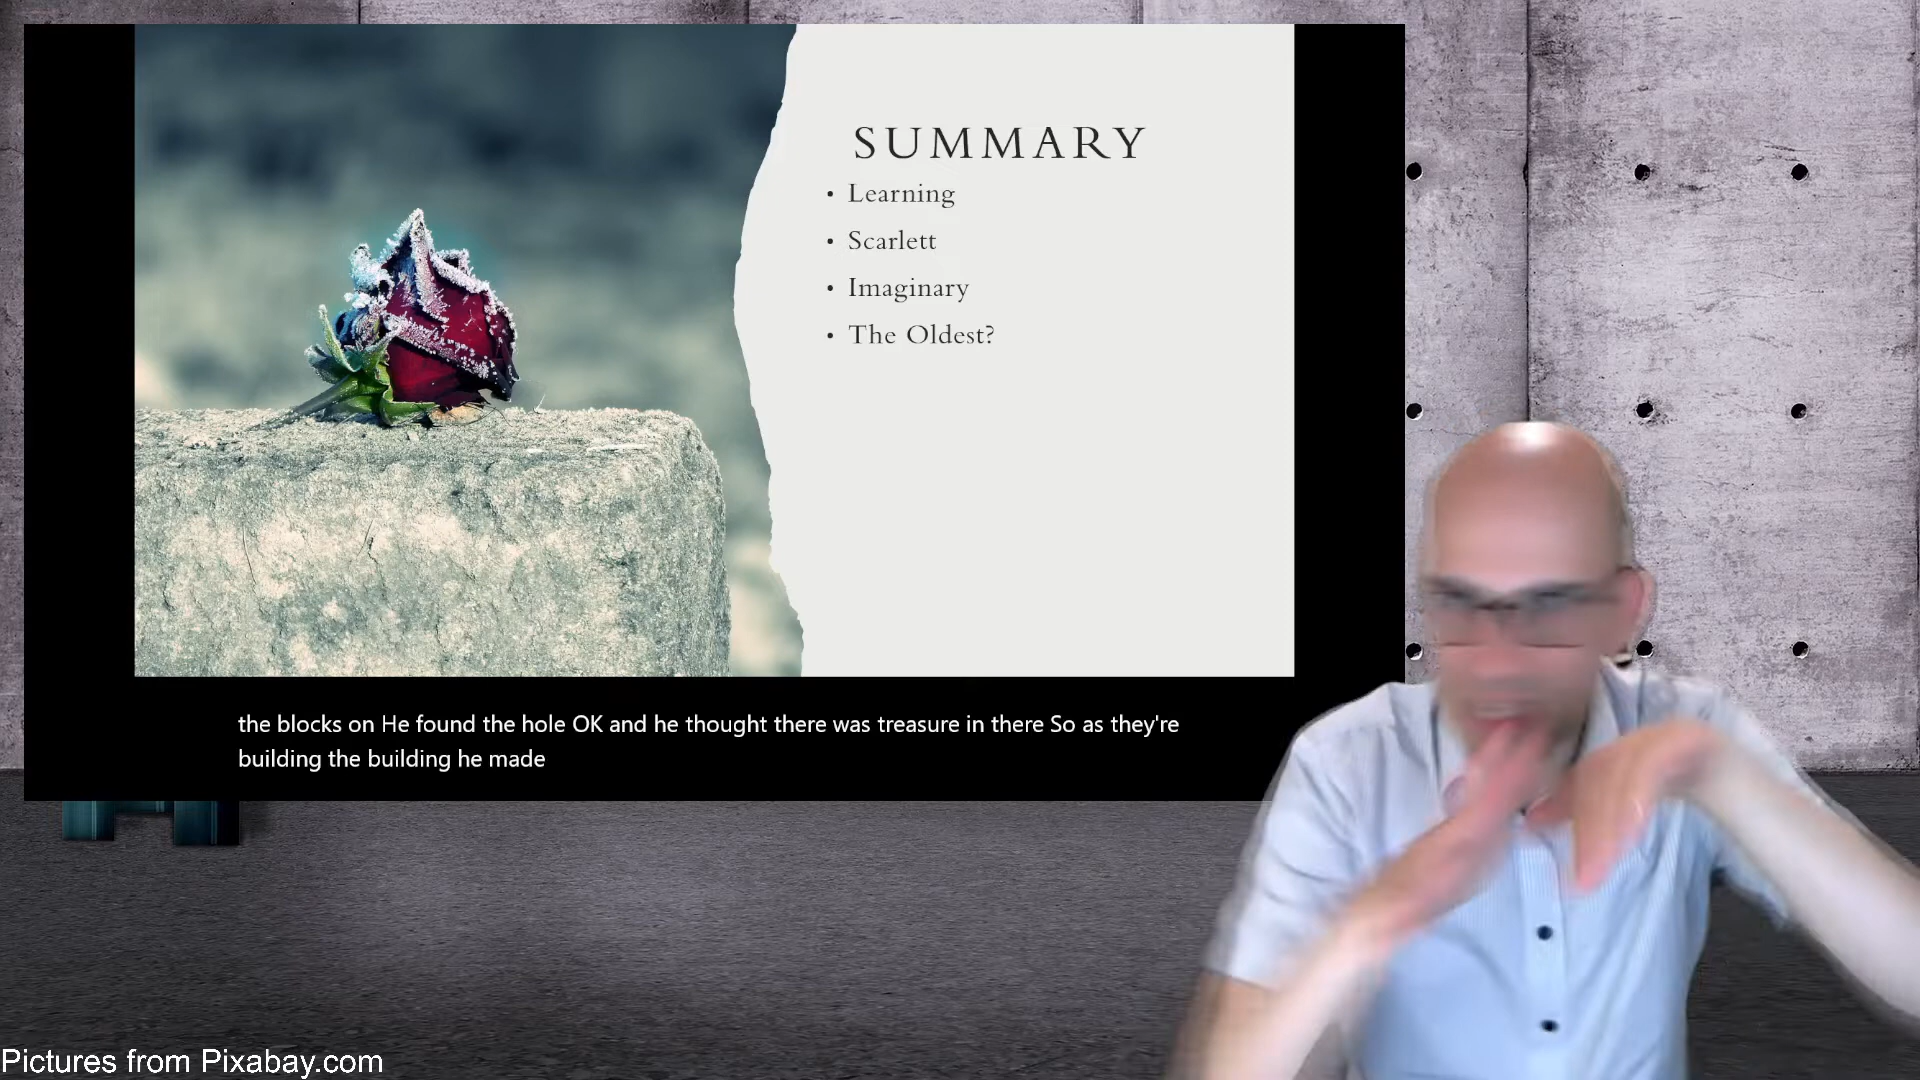 SUMMARY
• Learning
• Scarlett
• Imaginary
• The Oldest?
the blocks on He found the hole OK and he thought there was treasure in there So as they're
building the building he made
Pictures from Pixabay.com